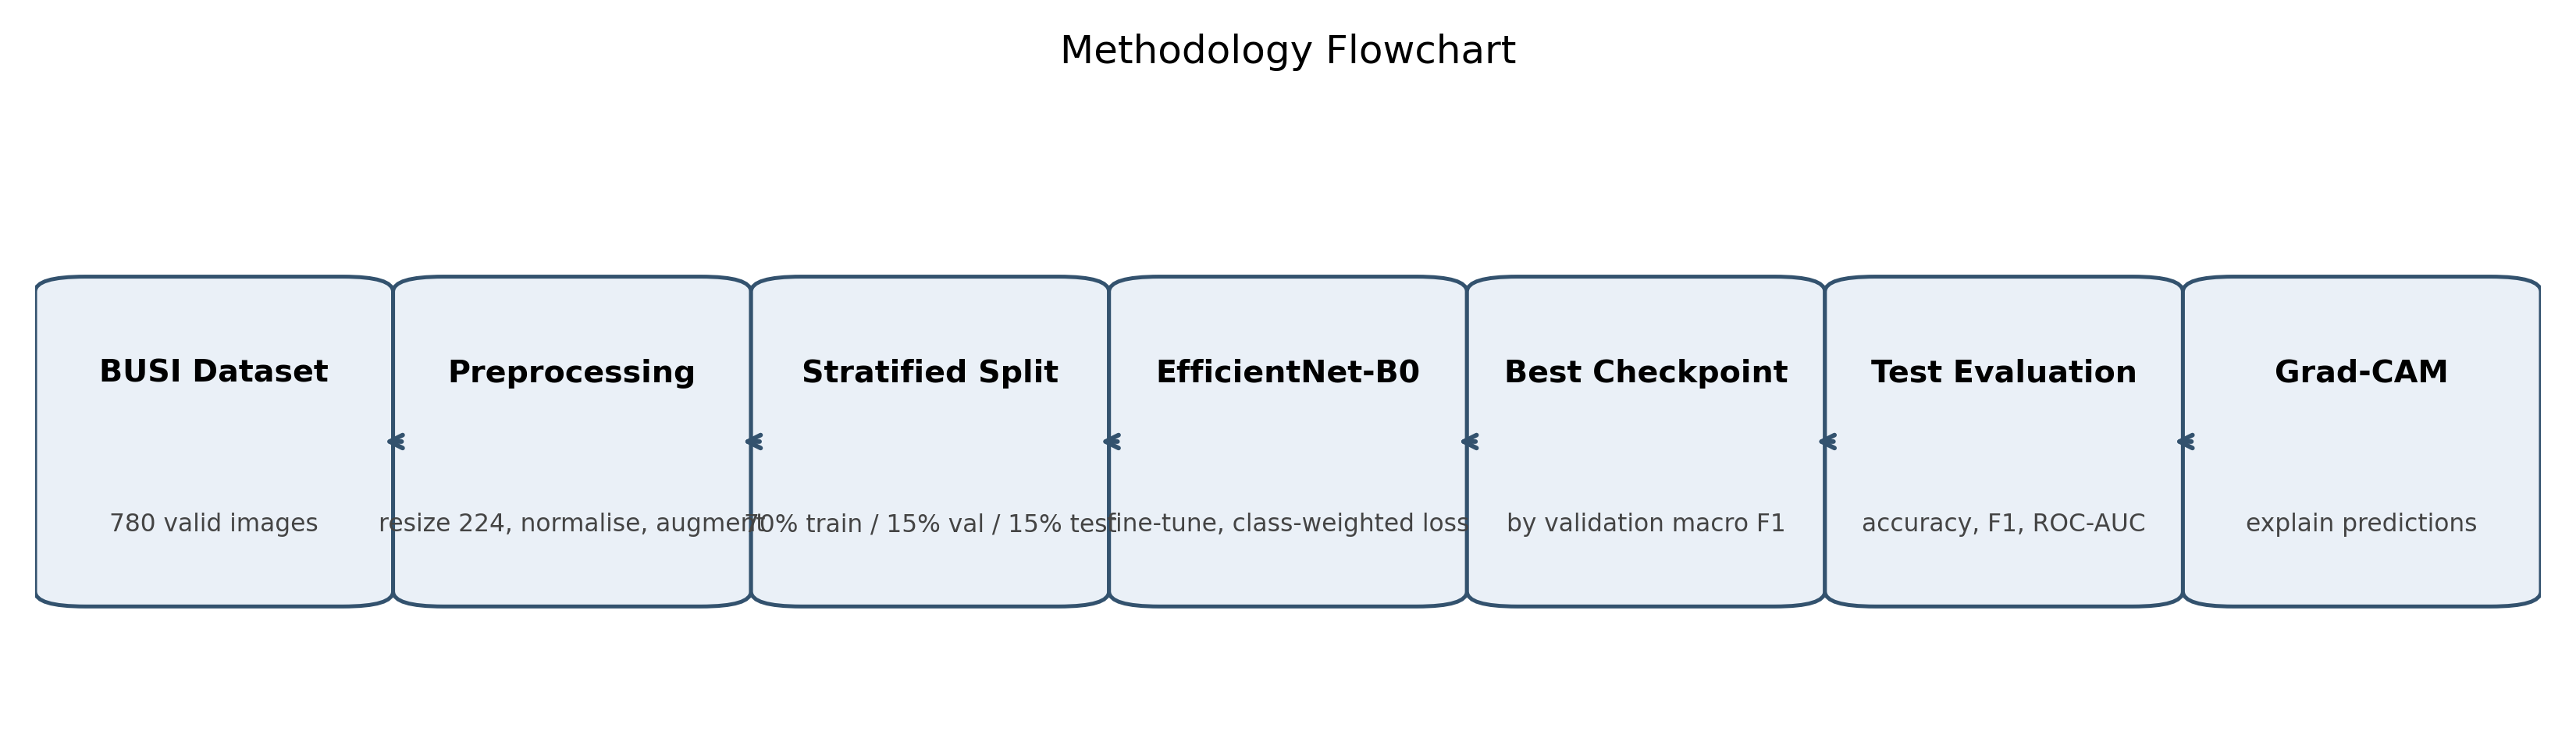 Methodology Flowchart
BUSI Dataset
780 valid images
Preprocessing
resize 224, normalise, augment
Stratified Split
70% train / 15% val / 15% test
EfficientNet-B0
fine-tune, class-weighted loss
Best Checkpoint
by validation macro F1
Test Evaluation
accuracy, F1, ROC-AUC
Grad-CAM
explain predictions